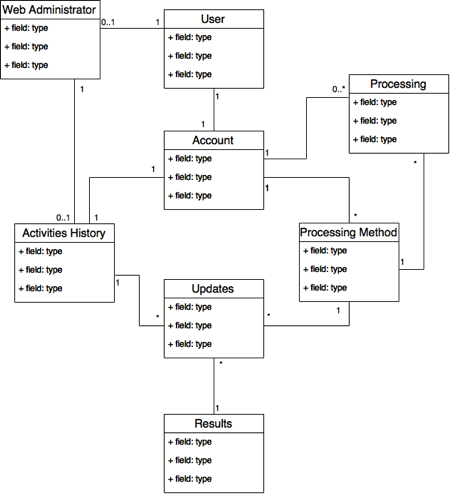 Web Administrator
+ field: type
+ field: type
+ field: type
0..1
1
User
+ field: type
+ field: type
+ field: type
1
1
1
Processing
+ field: type
+ field: type
+ field: type
0..*
*
Account
+ field: type
+ field: type
+ field: type
1
1
1
0..1
1
Activities History
+ field: type
+ field: type
+ field: type
1
*
Processing Method
+ field: type
+ field: type
+ field: type
1
1
Updates
+ field: type
+ field: type
+ field: type
*
*
*
1
Results
+ field: type
+ field: type
+ field: type